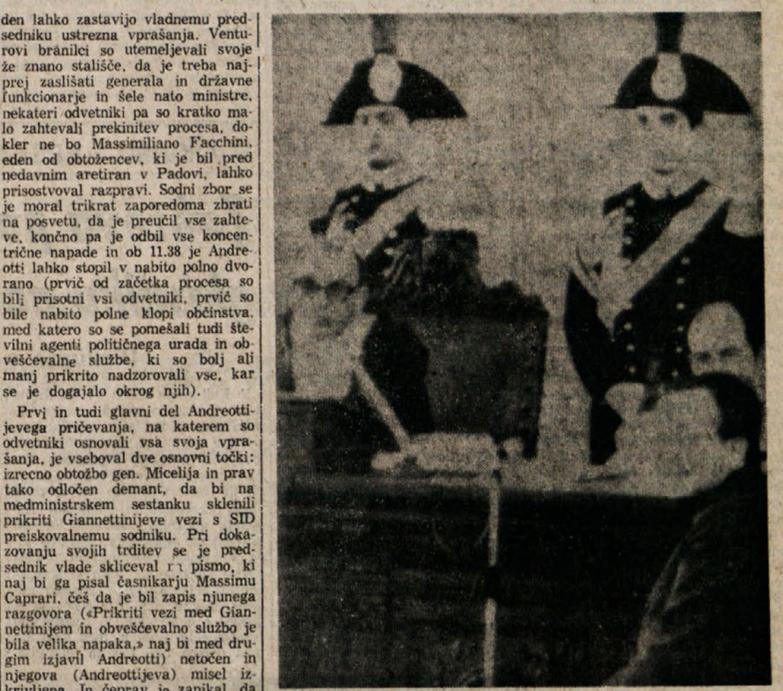 den lahko zastavijo vladnemu pred-
sedniku ustrezna vprašanja. Ventu-
rovi branilci so utemeljevali svoje
že znano stališče, da je treba naj-
prej zaslišati generala in državne
funkcionarje in šele nato ministre,
nekateri odvetniki pa so kratko ma-
lo zahtevali prekinitev procesa, do-
kler ne bo Massimiliano Facchini,
eden od obtožencev, ki je bil pred
nedavnim aretiran v Padovi, lahko
prisostvoval razpravi. Sodni zbor se
je moral trikrat zaporedoma zbrati
na posvetu, da je preučil vse zahte-
ve, končno pa je odbil vse koncen-
trične napade in ob 11.38 je Andre-
otti lahko stopil v nabito polno dvo-
rano (prvič od začetka procesa so
bili prisotni vsi odvetniki, prvič so
bile nabito polne klopi občinstva,
med katero so se pomešali tudi šte-
vilni agenti političnega urada in ob-
veščevalne službe, ki so bolj ali
manj prikrito nadzorovali vse, kar
se je dogajalo okrog njih).
Prvi in tudi glavni del Andreotti-
jevega pričevanja, na katerem so
odvetniki osnovali vsa svoja vpra-
šanja, je vseboval dve osnovni točki:
izrecno obtožbo gen. Micelija in prav
tako odločen demant, da bi na
medministrskem sestanku sklenili
prikriti Giannettinijeve vezi s SID
preiskovalnemu sodniku. Pri doka-
zovanju svojih trditev se je pred-
sednik vlade skliceval pismo, ki
naj bi ga pisal časnikarju Massimu
Caprari, češ da je bil zapis njunega
razgovora («Prikriti vezi med Gian-
nettinijem in obveščevalno službo je
bila velika napaka,» naj bi med dru-
gim izjavil Andreotti) netočen in
njegova (Andreottijeva) misel iz-
krivljena. In čeprav je zanikal, da